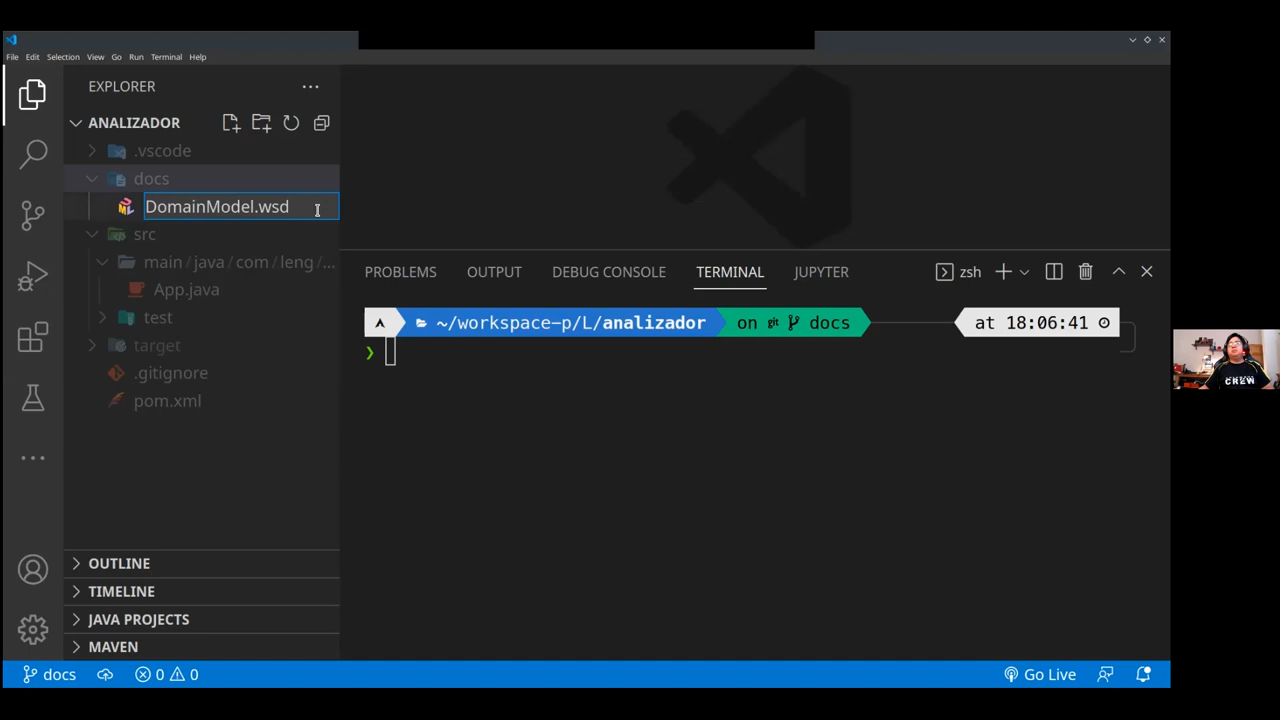 File Edit Selection View Go Run Terminal Help
EXPLORER
ANALIZADOR
.vscode
docs
DomainModel.wsd
src
main / java / com / leng /...
App.java
test
target
.gitignore
pom.xml
OUTLINE
TIMELINE
JAVA PROJECTS
MAVEN
PROBLEMS OUTPUT DEBUG CONSOLE TERMINAL JUPYTER
zsh
~/workspace-p/L/analizador on git docs at 18:06:41
❯
CREW
docs 0 0 Go Live